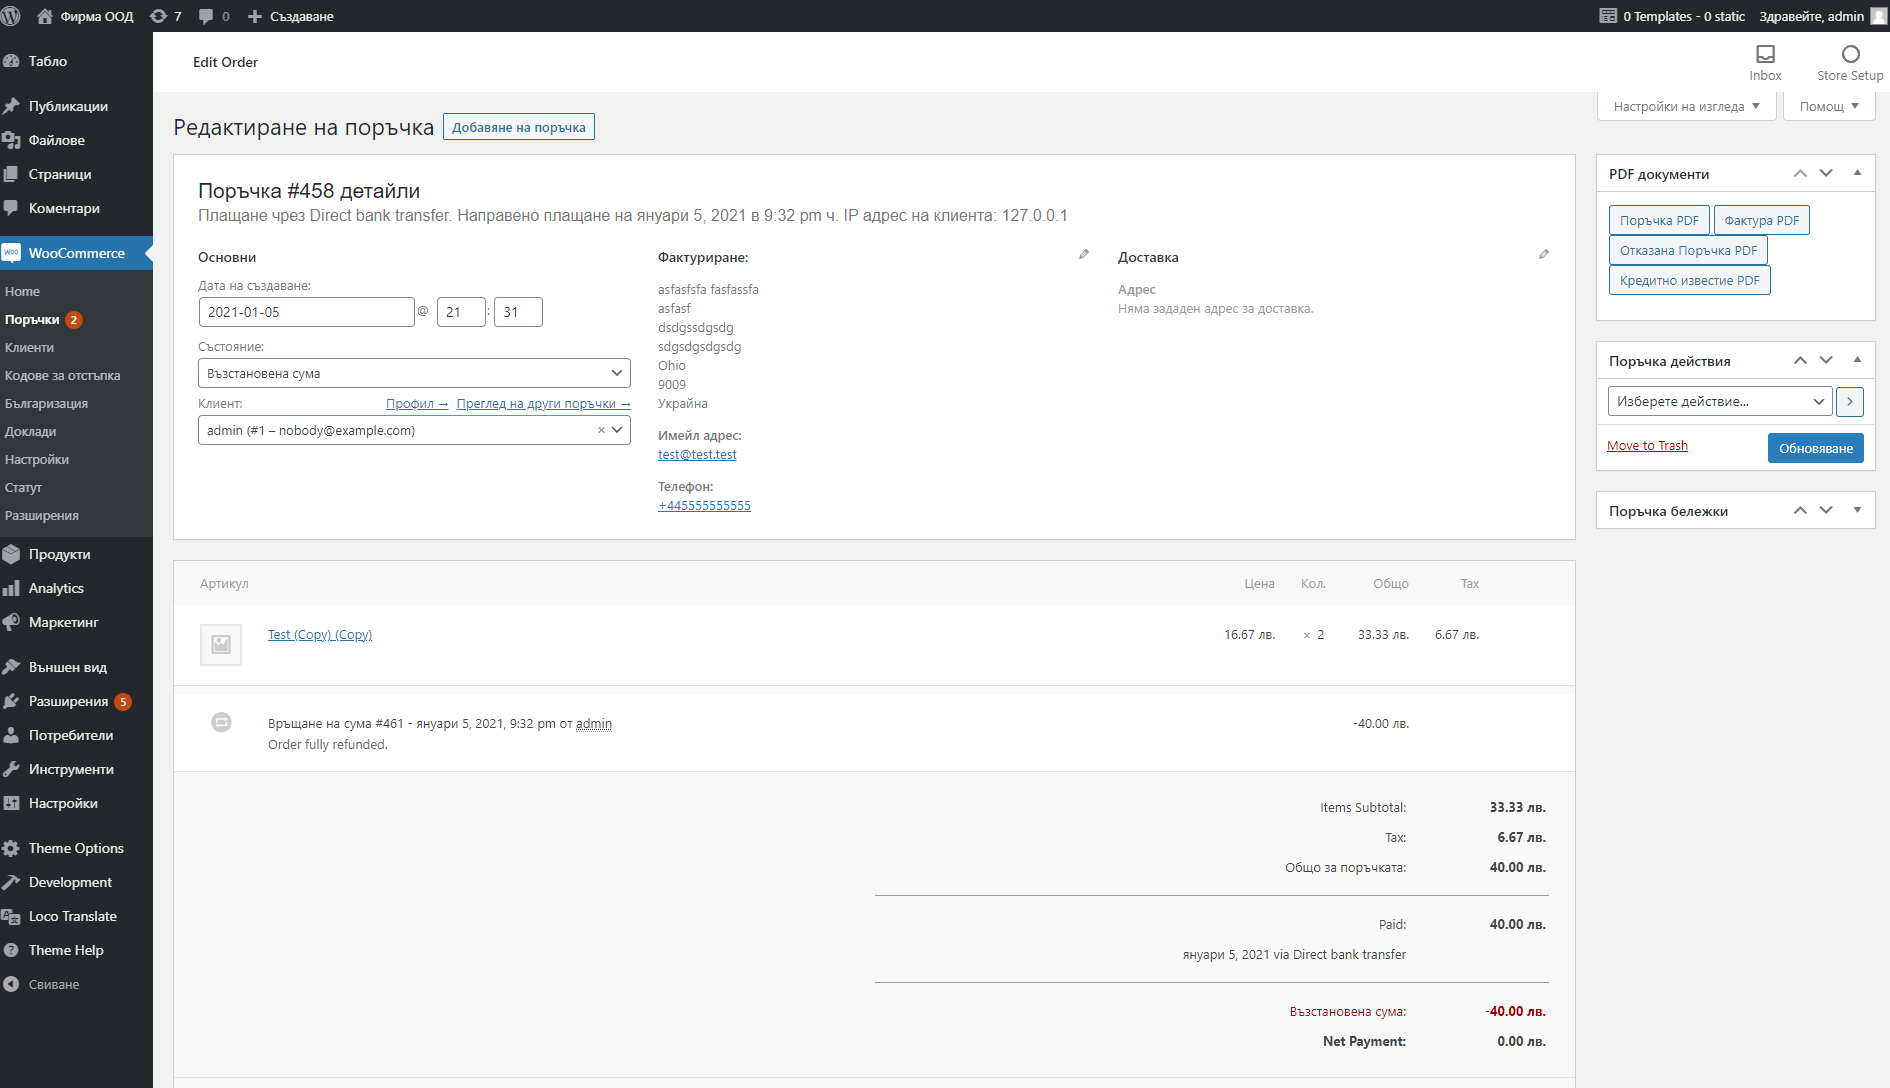 Фирма ООД
7
0
Създаване
0 Templates - 0 static
Здравейте, admin
Табло
Публикации
Файлове
Страници
Коментари
WooCommerce
Home
Поръчки 2
Клиенти
Кодове за отстъпка
Българизация
Доклади
Настройки
Статут
Разширения
Продукти
Analytics
Маркетинг
Външен вид
Разширения 5
Потребители
Инструменти
Настройки
Theme Options
Development
Loco Translate
Theme Help
Свиване
Edit Order
Inbox
Store Setup
Настройки на изгледа
Помощ
Редактиране на поръчка
Добавяне на поръчка
Поръчка #458 детайли
Плащане чрез Direct bank transfer. Направено плащане на януари 5, 2021 в 9:32 pm ч. IP адрес на клиента: 127.0.0.1
Основни
Дата на създаване:
2021-01-05 @ 21 : 31
Състояние:
Възстановена сума
Клиент: Профил → Преглед на други поръчки →
admin (#1 – nobody@example.com) ×
Фактуриране:
asfasfsfa fasfassfa
asfasf
dsdgssdgsdg
sdgsdgsdgsdg
Ohio
9009
Украйна
Имейл адрес:
test@test.test
Телефон:
+445555555555
Доставка
Адрес
Няма зададен адрес за доставка.
Артикул Цена Кол. Общо Tax
Test (Copy) (Copy) 16.67 лв. × 2 33.33 лв. 6.67 лв.
Връщане на сума #461 - януари 5, 2021, 9:32 pm от admin -40.00 лв.
Order fully refunded.
Items Subtotal: 33.33 лв.
Tax: 6.67 лв.
Общо за поръчката: 40.00 лв.
Paid: 40.00 лв.
януари 5, 2021 via Direct bank transfer
Възстановена сума: -40.00 лв.
Net Payment: 0.00 лв.
PDF документи
Поръчка PDF
Фактура PDF
Отказана Поръчка PDF
Кредитно известие PDF
Поръчка действия
Изберете действие...
Move to Trash
Обновяване
Поръчка бележки